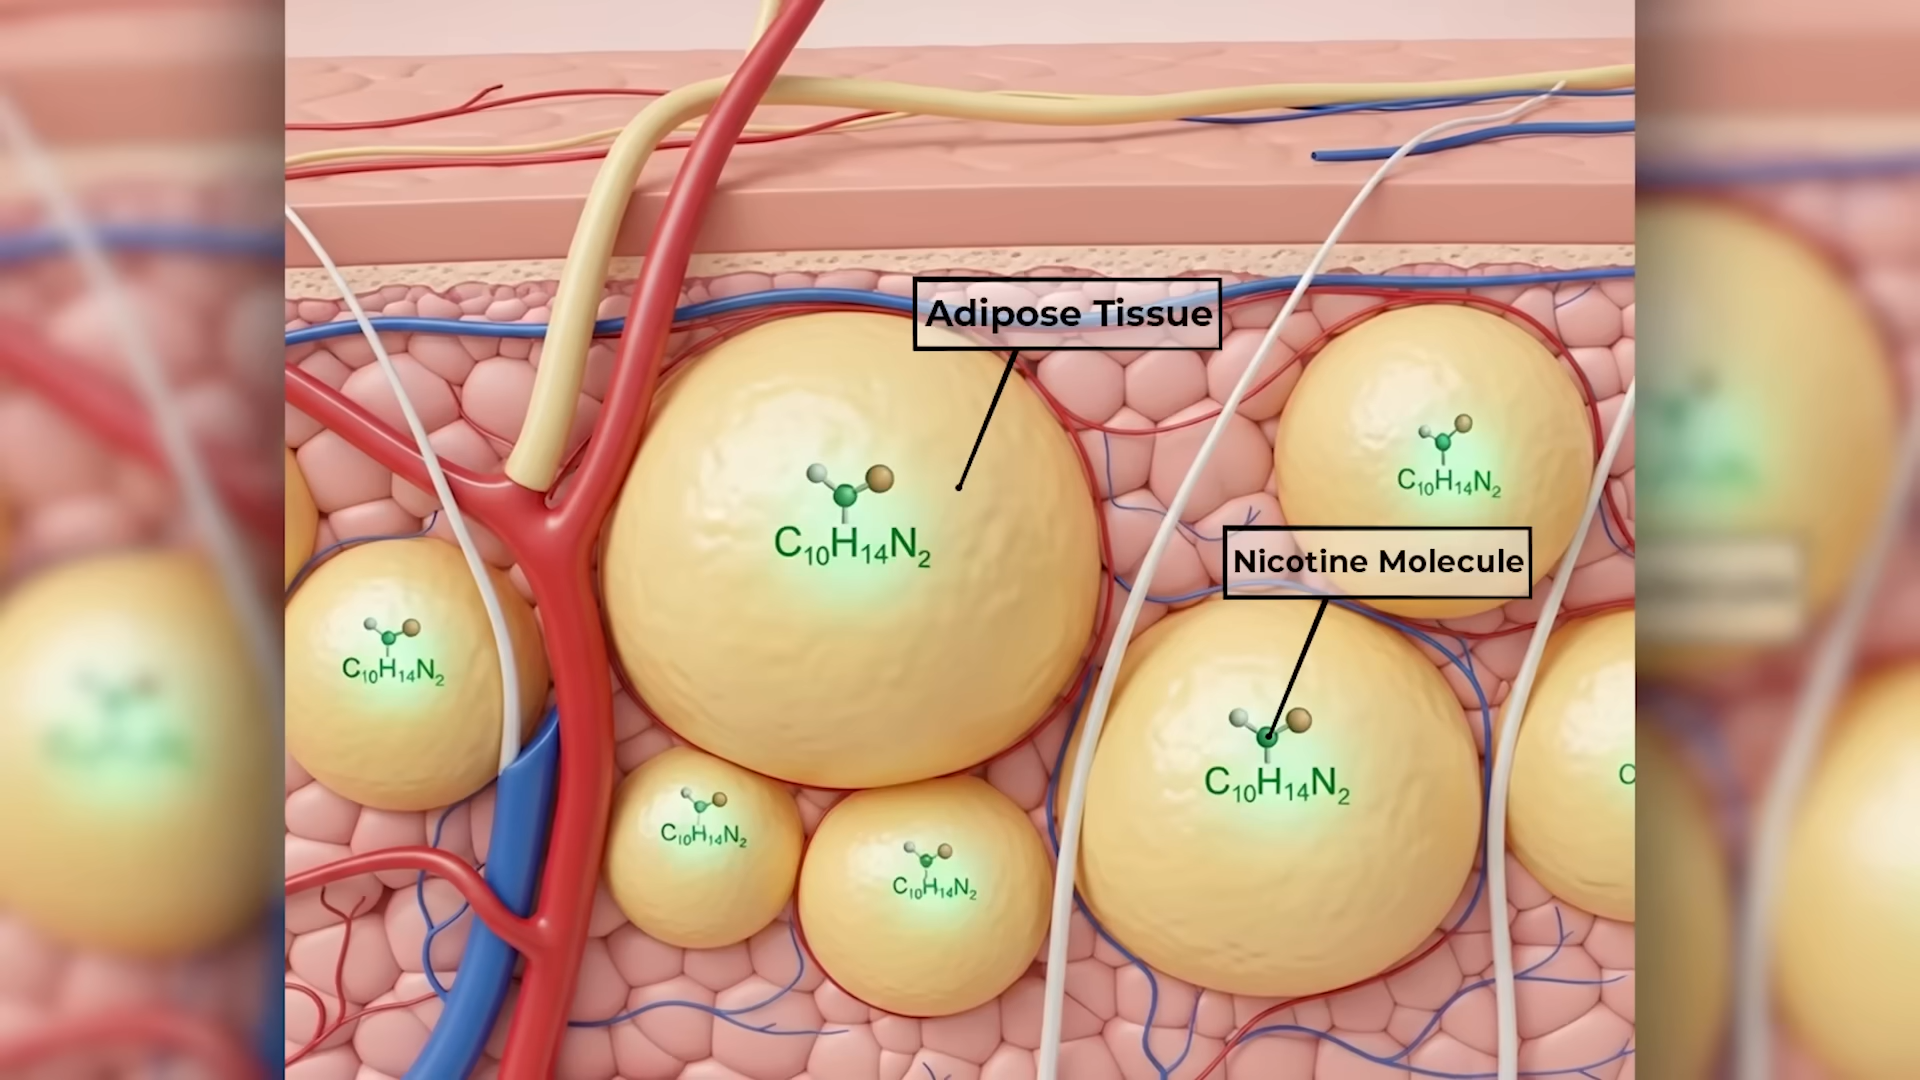 Adipose Tissue
C₁₀H₁₄N₂
C₁₀H₁₄N₂
Nicotine Molecule
C₁₀H₁₄N₂
C₁₀H₁₄N₂
C₁₀H₁₄N₂
C₁₀H₁₄N₂
C